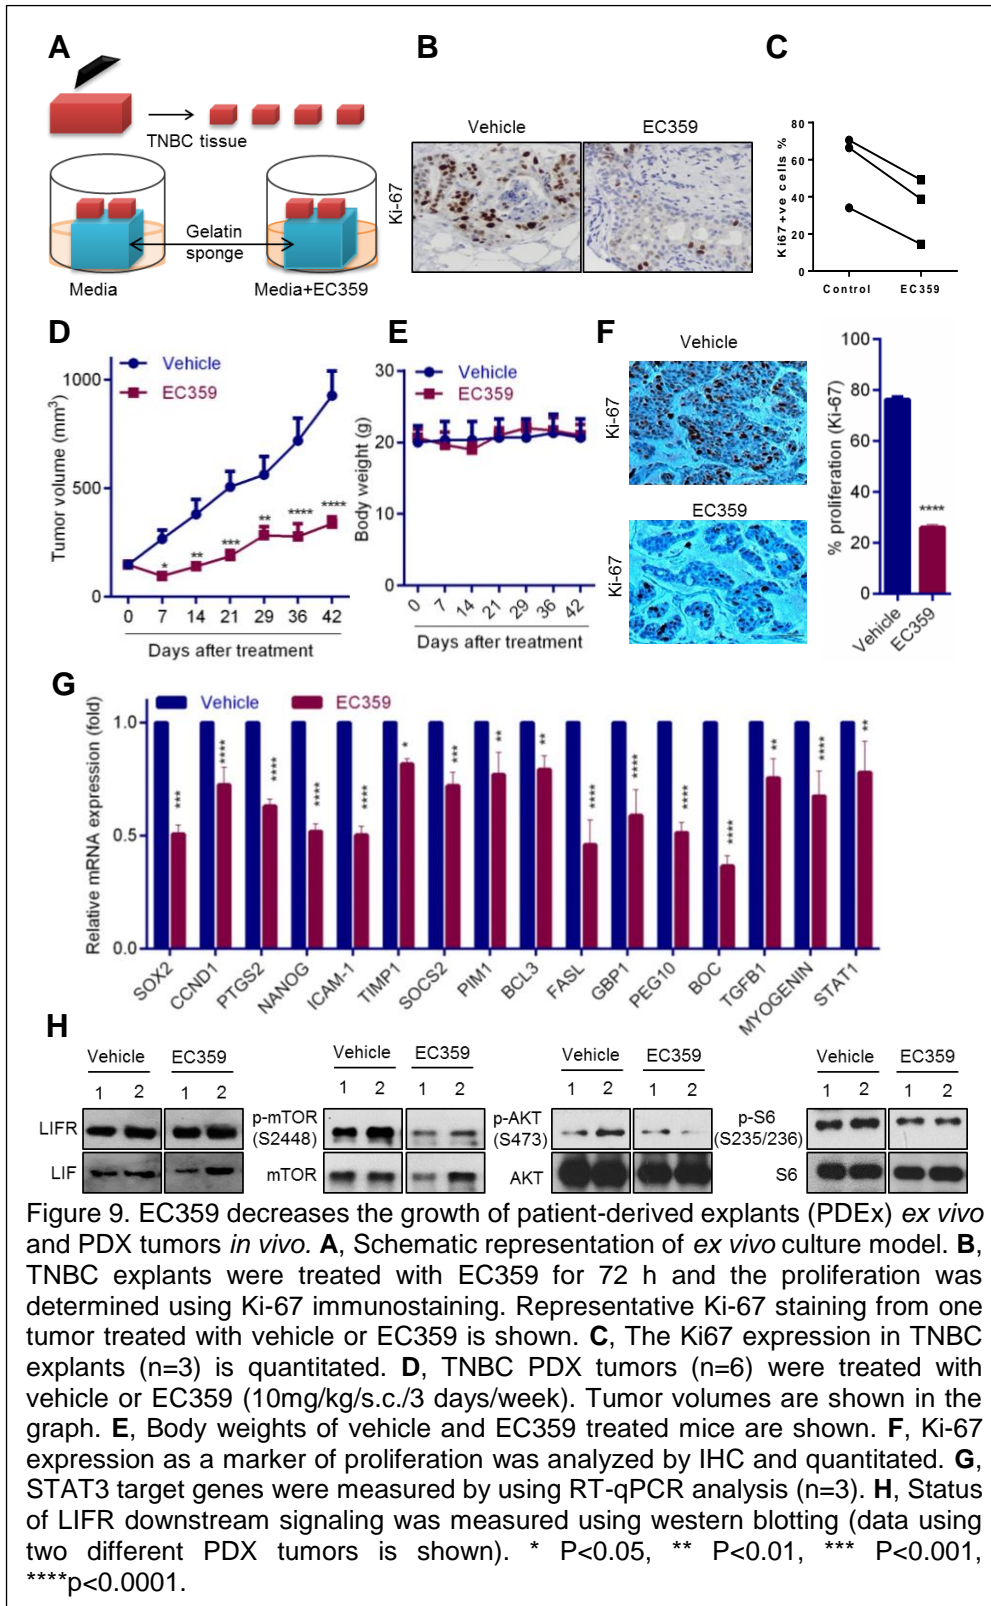 A
TNBC tissue
Gelatin
sponge
Media
Media+EC359
B
Vehicle
EC359
Ki-67
C
Ki67 +ve cells %
80
60
40
20
0
Control
EC359
D
Vehicle
EC359
Tumor volume (mm3)
1000
500
0
* ** *** ** **** ****
0 7 14 21 29 36 42
Days after treatment
E
Vehicle
EC359
Body weight (g)
30
20
10
0
0 7 14 21 29 36 42
Days after treatment
F
Vehicle
Ki-67
EC359
Ki-67
% proliferation (Ki-67)
100
80
60
40
20
0
****
Vehicle
EC359
G
Vehicle
EC359
Relative mRNA expression (fold)
1.0
0.5
0.0
*** **** **** **** **** * *** ** ** **** **** **** **** ** **** **
SOX2 CCND1 PTGS2 NANOG ICAM-1 TIMP1 SOCS2 PIM1 BCL3 FASL GBP1 PEG10 BOC TGFB1 MYOGENIN STAT1
H
Vehicle EC359
1 2 1 2
LIFR
LIF
Vehicle EC359
1 2 1 2
p-mTOR
(S2448)
mTOR
Vehicle EC359
1 2 1 2
p-AKT
(S473)
AKT
Vehicle EC359
1 2 1 2
p-S6
(S235/236)
S6
Figure 9. EC359 decreases the growth of patient-derived explants (PDEx) ex vivo
and PDX tumors in vivo. A, Schematic representation of ex vivo culture model. B,
TNBC explants were treated with EC359 for 72 h and the proliferation was
determined using Ki-67 immunostaining. Representative Ki-67 staining from one
tumor treated with vehicle or EC359 is shown. C, The Ki67 expression in TNBC
explants (n=3) is quantitated. D, TNBC PDX tumors (n=6) were treated with
vehicle or EC359 (10mg/kg/s.c./3 days/week). Tumor volumes are shown in the
graph. E, Body weights of vehicle and EC359 treated mice are shown. F, Ki-67
expression as a marker of proliferation was analyzed by IHC and quantitated. G,
STAT3 target genes were measured by using RT-qPCR analysis (n=3). H, Status
of LIFR downstream signaling was measured using western blotting (data using
two different PDX tumors is shown). * P<0.05, ** P<0.01, *** P<0.001,
****p<0.0001.